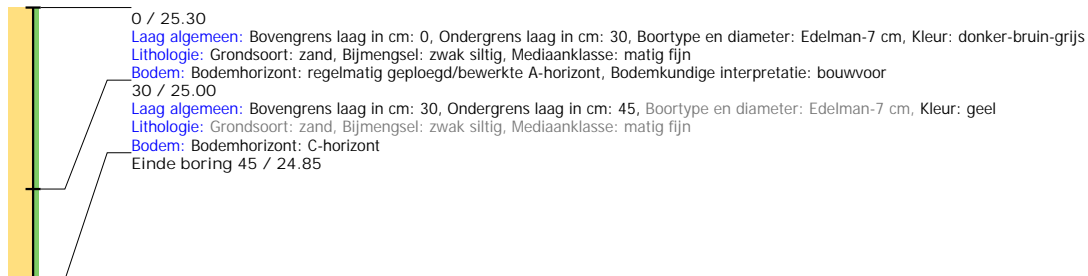 0 / 25.30
Laag algemeen: Bovengrens laag in cm: 0, Ondergrens laag in cm: 30, Boortype en diameter: Edelman-7 cm, Kleur: donker-bruin-grijs
Lithologie: Grondsoort: zand, Bijmengsel: zwak siltig, Mediaanklasse: matig fijn
Bodem: Bodemhorizont: regelmatig geploegd/bewerkte A-horizont, Bodemkundige interpretatie: bouwvoor
30 / 25.00
Laag algemeen: Bovengrens laag in cm: 30, Ondergrens laag in cm: 45, Boortype en diameter: Edelman-7 cm, Kleur: geel
Lithologie: Grondsoort: zand, Bijmengsel: zwak siltig, Mediaanklasse: matig fijn
Bodem: Bodemhorizont: C-horizont
Einde boring 45 / 24.85